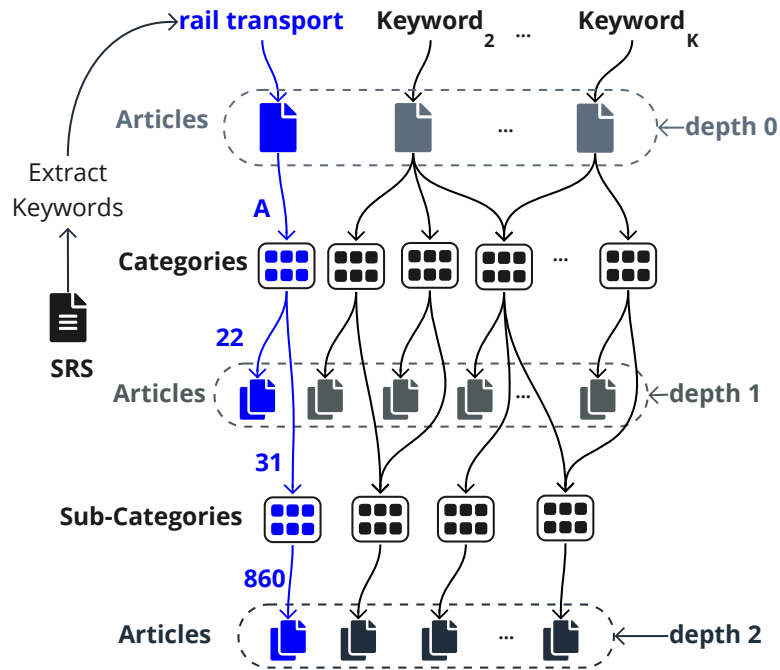 rail transport Keyword2 ... KeywordK
Articles ... depth 0
Extract
Keywords
A
Categories ...
SRS
22
Articles ... depth 1
31
Sub-Categories
860
Articles ... depth 2